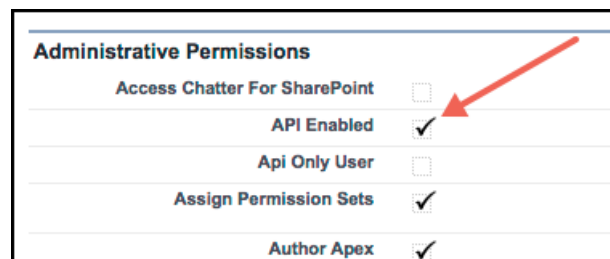 Administrative Permissions
Access Chatter For SharePoint
API Enabled
Api Only User
Assign Permission Sets
Author Apex